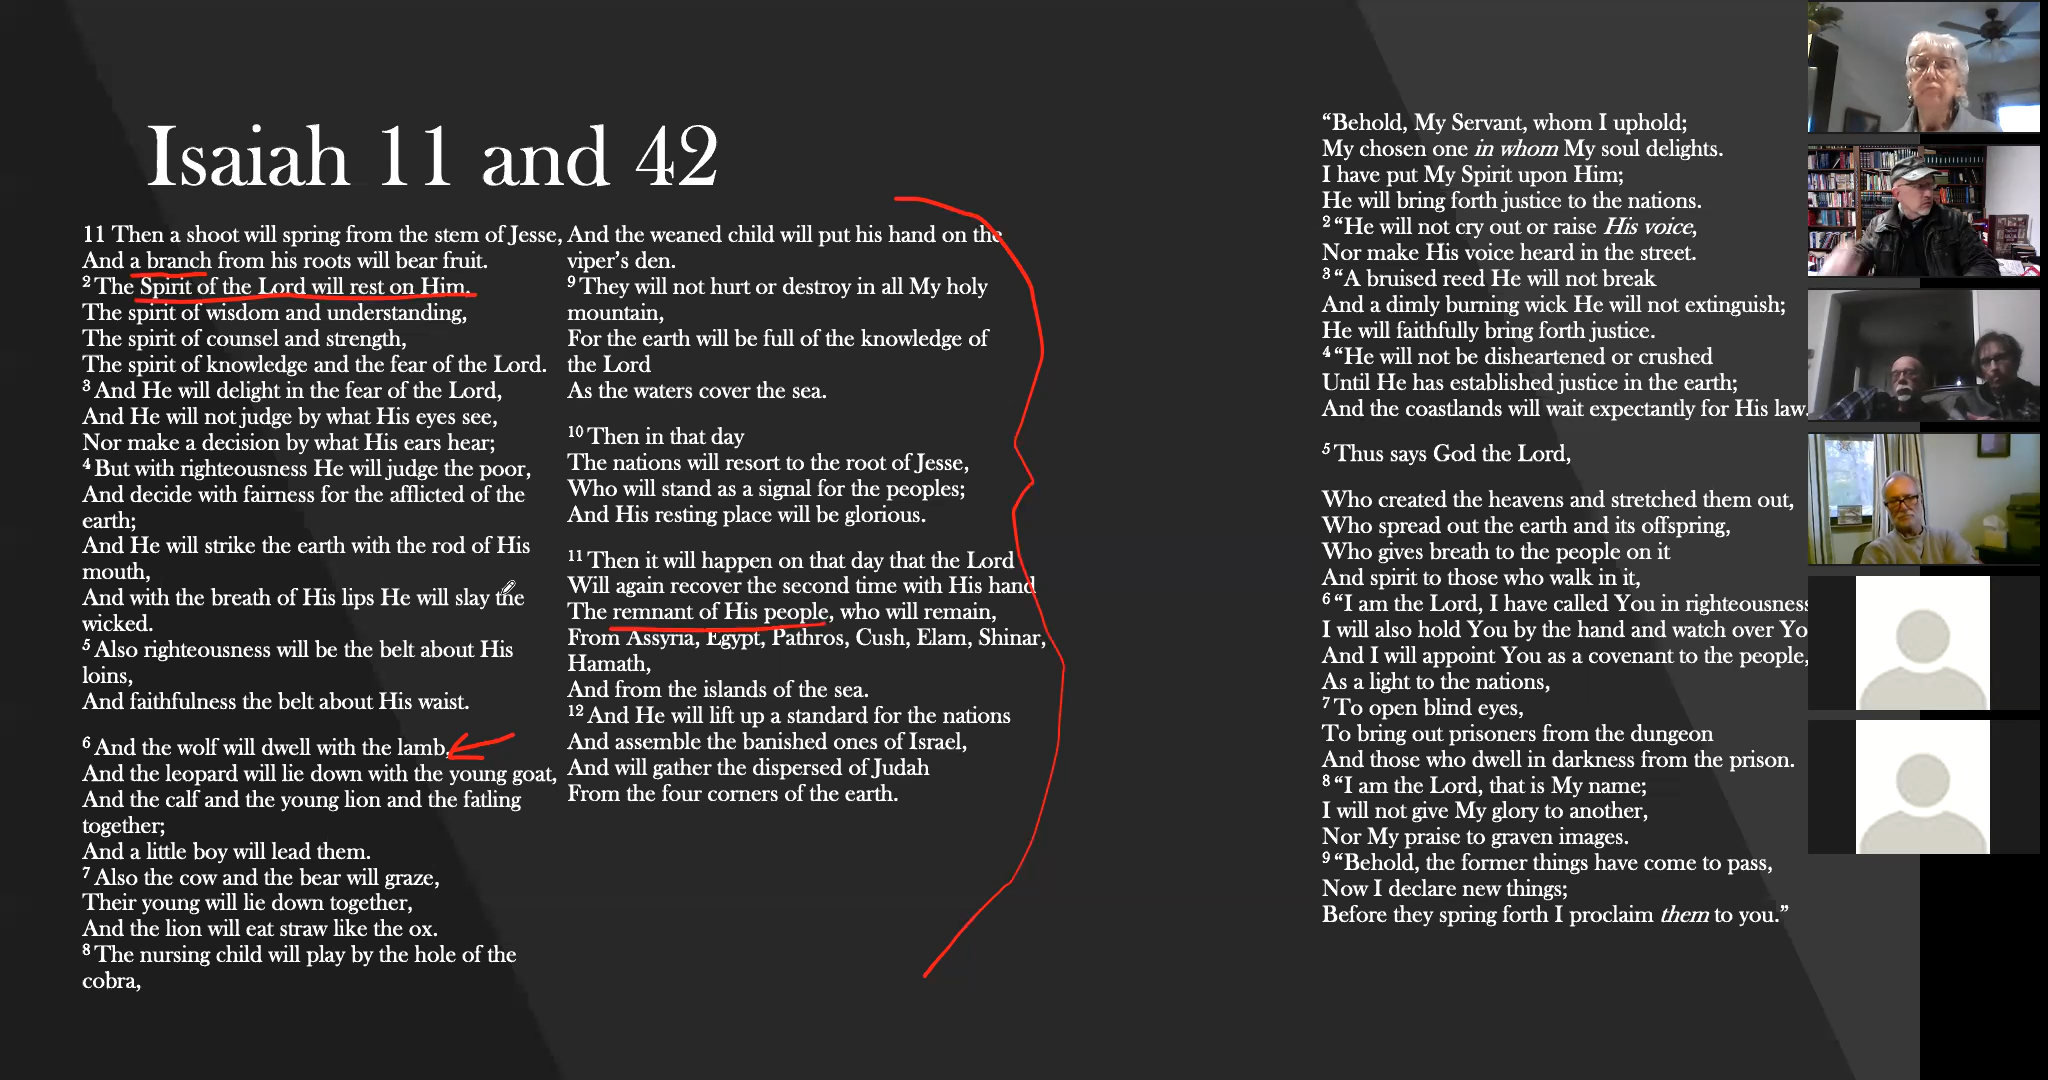 Isaiah 11 and 42
11 Then a shoot will spring from the stem of Jesse,
And a branch from his roots will bear fruit.
2 The Spirit of the Lord will rest on Him.
The spirit of wisdom and understanding,
The spirit of counsel and strength,
The spirit of knowledge and the fear of the Lord.
3 And He will delight in the fear of the Lord,
And He will not judge by what His eyes see,
Nor make a decision by what His ears hear;
4 But with righteousness He will judge the poor,
And decide with fairness for the afflicted of the
earth;
And He will strike the earth with the rod of His
mouth,
And with the breath of His lips He will slay the
wicked.
5 Also righteousness will be the belt about His
loins,
And faithfulness the belt about His waist.
6 And the wolf will dwell with the lamb,
And the leopard will lie down with the young goat,
And the calf and the young lion and the fatling
together;
And a little boy will lead them.
7 Also the cow and the bear will graze,
Their young will lie down together,
And the lion will eat straw like the ox.
8 The nursing child will play by the hole of the
cobra,
And the weaned child will put his hand on the
viper's den.
9 They will not hurt or destroy in all My holy
mountain,
For the earth will be full of the knowledge of
the Lord
As the waters cover the sea.
10 Then in that day
The nations will resort to the root of Jesse,
Who will stand as a signal for the peoples;
And His resting place will be glorious.
11 Then it will happen on that day that the Lord
Will again recover the second time with His hand
The remnant of His people, who will remain,
From Assyria, Egypt, Pathros, Cush, Elam, Shinar,
Hamath,
And from the islands of the sea.
12 And He will lift up a standard for the nations
And assemble the banished ones of Israel,
And will gather the dispersed of Judah
From the four corners of the earth.
“Behold, My Servant, whom I uphold;
My chosen one in whom My soul delights.
I have put My Spirit upon Him;
He will bring forth justice to the nations.
2 “He will not cry out or raise His voice,
Nor make His voice heard in the street.
3 “A bruised reed He will not break
And a dimly burning wick He will not extinguish;
He will faithfully bring forth justice.
4 “He will not be disheartened or crushed
Until He has established justice in the earth;
And the coastlands will wait expectantly for His law.
5 Thus says God the Lord,
Who created the heavens and stretched them out,
Who spread out the earth and its offspring,
Who gives breath to the people on it
And spirit to those who walk in it,
6 “I am the Lord, I have called You in righteousness
I will also hold You by the hand and watch over Yo
And I will appoint You as a covenant to the people,
As a light to the nations,
7 To open blind eyes,
To bring out prisoners from the dungeon
And those who dwell in darkness from the prison.
8 “I am the Lord, that is My name;
I will not give My glory to another,
Nor My praise to graven images.
9 “Behold, the former things have come to pass,
Now I declare new things;
Before they spring forth I proclaim them to you.”